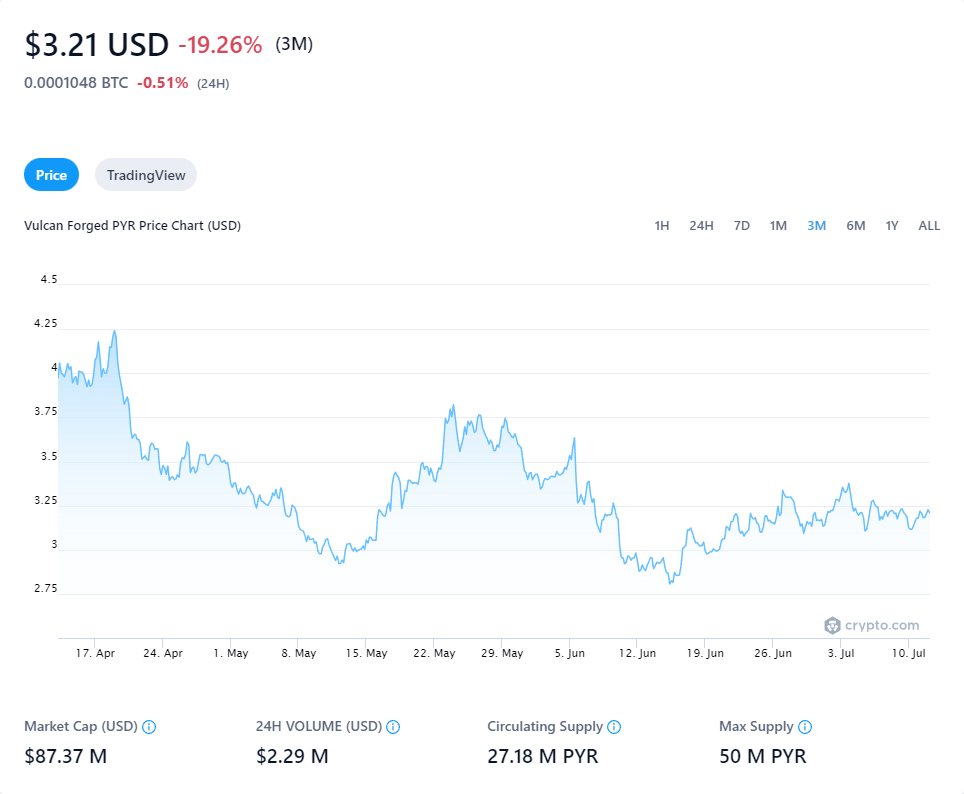 $3.21 USD -19.26% (3M)
0.0001048 BTC -0.51% (24H)
Price TradingView
Vulcan Forged PYR Price Chart (USD) 1H 24H 7D 1M 3M 6M 1Y ALL
4.5
4.25
4
3.75
3.5
3.25
3
2.75
crypto.com
17. Apr 24. Apr 1. May 8. May 15. May 22. May 29. May 5. Jun 12. Jun 19. Jun 26. Jun 3. Jul 10. Jul
Market Cap (USD) 24H VOLUME (USD) Circulating Supply Max Supply
$87.37 M $2.29 M 27.18 M PYR 50 M PYR